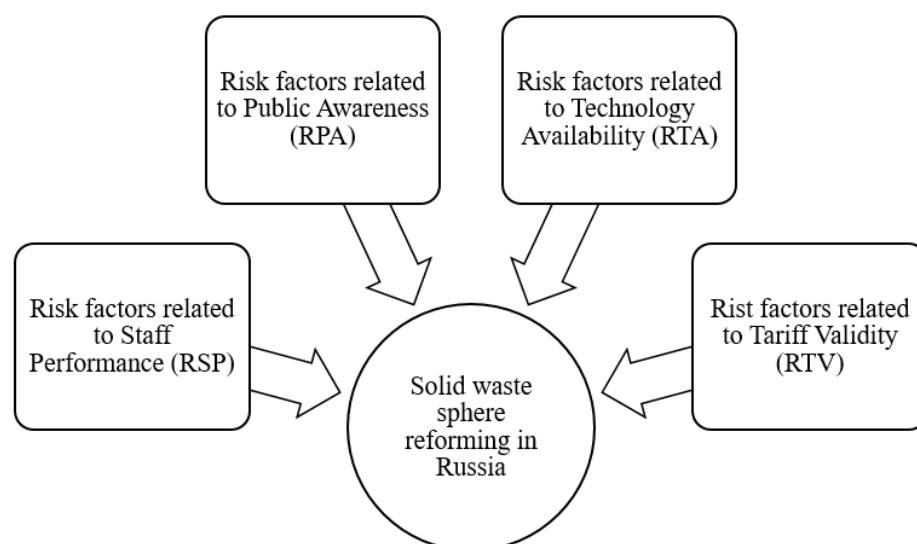 Risk factors related
to Public Awareness
(RPA)
Risk factors related
to Technology
Availability (RTA)
Risk factors related
to Staff
Performance (RSP)
Rist factors related
to Tariff Validity
(RTV)
Solid waste
sphere
reforming in
Russia